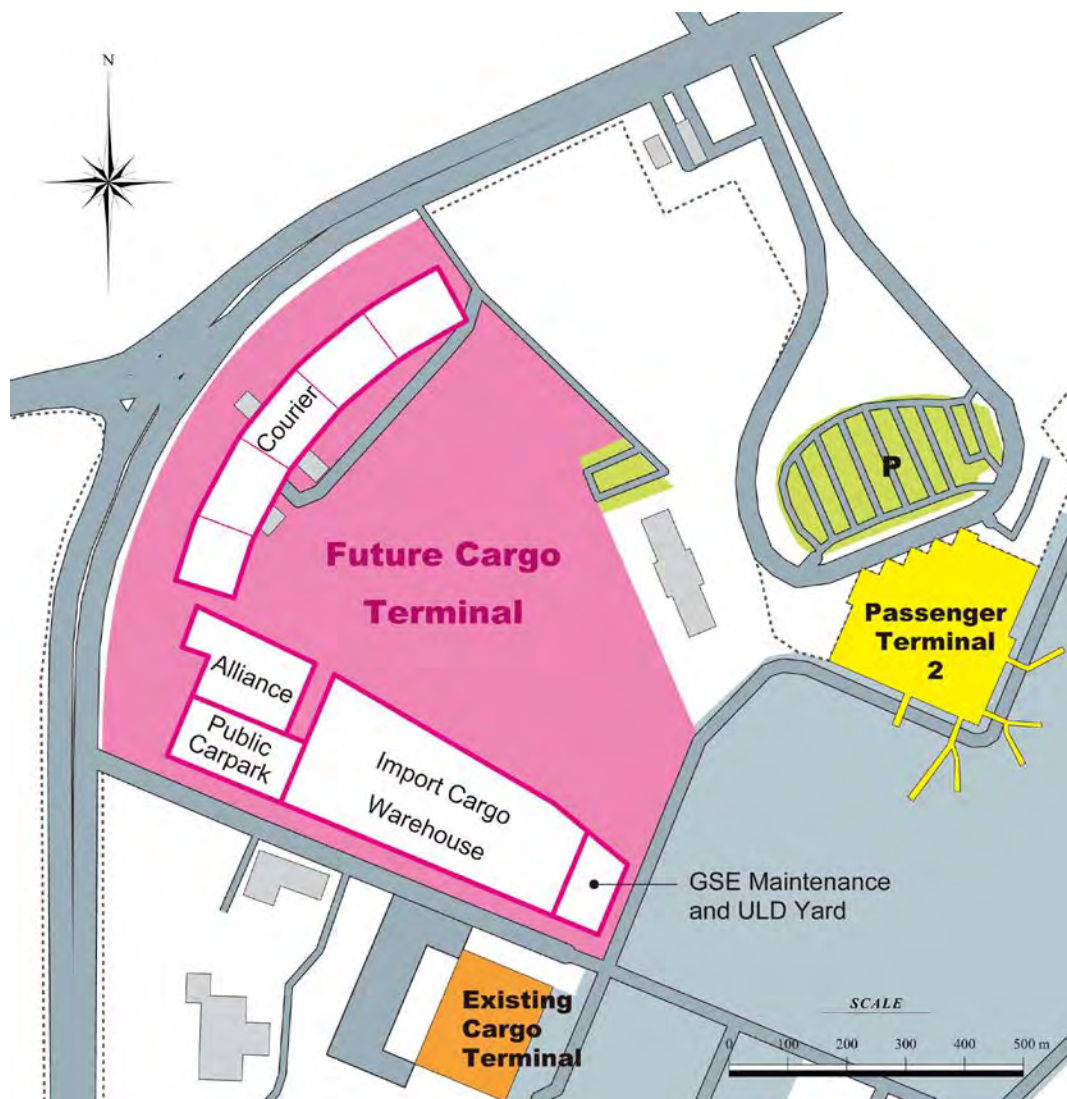 N
Courier
Future Cargo
Terminal
P
Passenger
Terminal
2
Alliance
Public
Carpark
Import Cargo
Warehouse
GSE Maintenance
and ULD Yard
Existing
Cargo
Terminal
SCALE
0 100 200 300 400 500 m